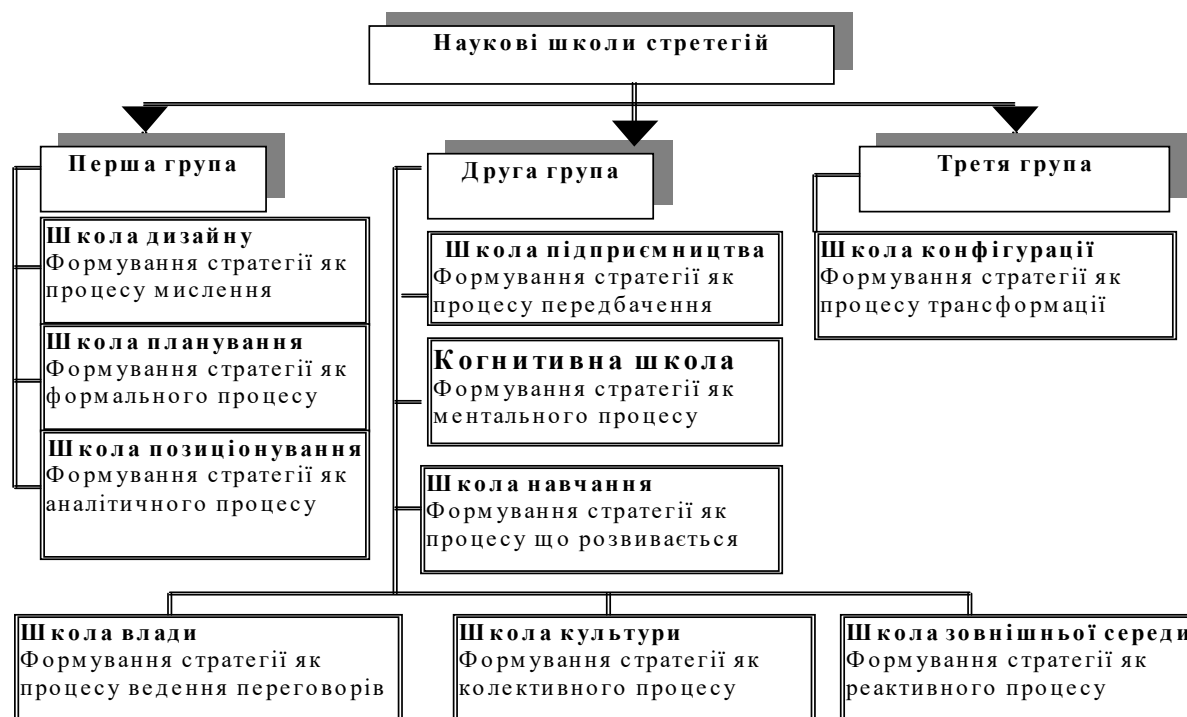 Наукові школи стретегій
Перша група
Друга група
Третя група
Школа дизайну
Формування стратегії як
процесу мислення
Школа планування
Формування стратегії як
формального процесу
Школа позиціонування
Формування стратегії як
аналітичного процесу
Школа підприємництва
Формування стратегії як
процесу передбачення
Когнитивна школа
Формування стратегії як
ментального процесу
Школа навчання
Формування стратегії як
процесу що розвивається
Школа конфігурації
Формування стратегії як
процесу трансформації
Школа влади
Формування стратегії як
процесу ведення переговорів
Школа культури
Формування стратегії як
колективного процесу
Школа зовнішньої середи
Формування стратегії як
реактивного процесу